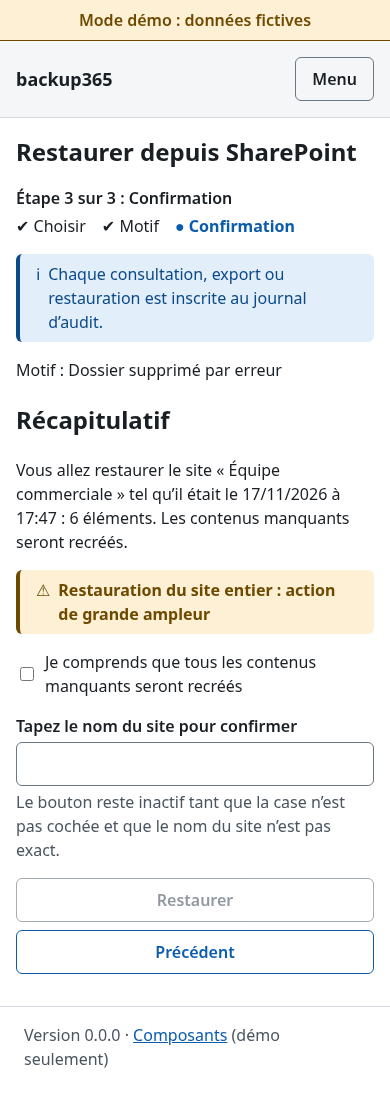 Mode démo : données fictives
backup365
Menu
Restaurer depuis SharePoint
Étape 3 sur 3 : Confirmation
✔ Choisir ✔ Motif ● Confirmation
i Chaque consultation, export ou
restauration est inscrite au journal
d’audit.
Motif : Dossier supprimé par erreur
Récapitulatif
Vous allez restaurer le site « Équipe
commerciale » tel qu’il était le 17/11/2026 à
17:47 : 6 éléments. Les contenus manquants
seront recréés.
⚠ Restauration du site entier : action
de grande ampleur
Je comprends que tous les contenus
manquants seront recréés
Tapez le nom du site pour confirmer
Le bouton reste inactif tant que la case n’est
pas cochée et que le nom du site n’est pas
exact.
Restaurer
Précédent
Version 0.0.0 · Composants (démo
seulement)